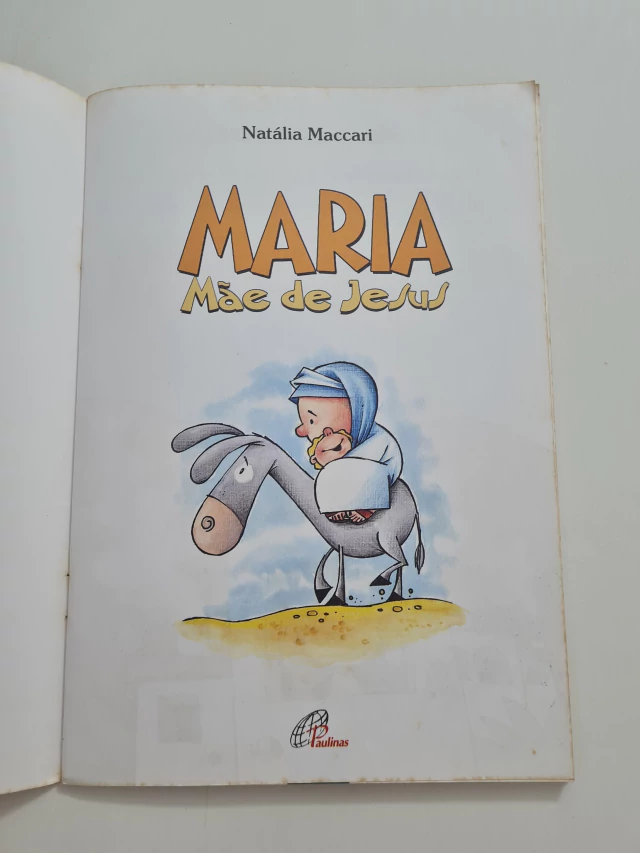 Natália Maccari
MARIA
Mãe de Jesus
Paulinas